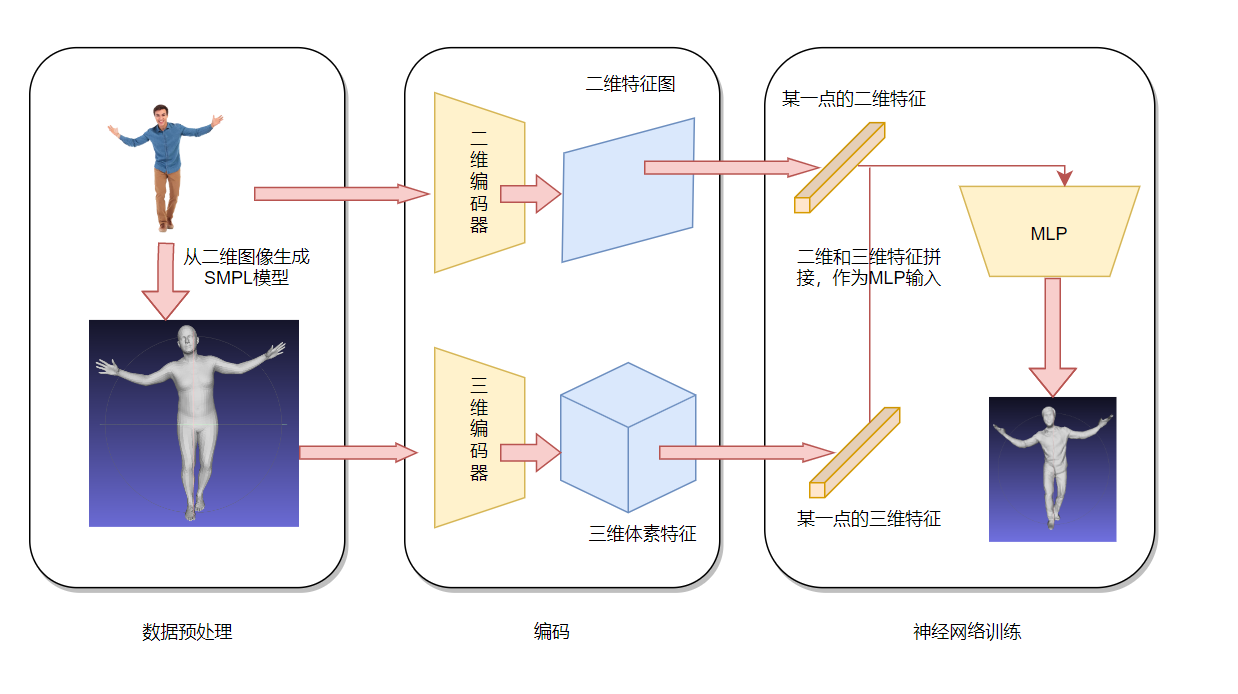 从二维图像生成
SMPL模型
数据预处理
二维特征图
二维编码器
三维编码器
三维体素特征
编码
某一点的二维特征
MLP
二维和三维特征拼
接，作为MLP输入
某一点的三维特征
神经网络训练